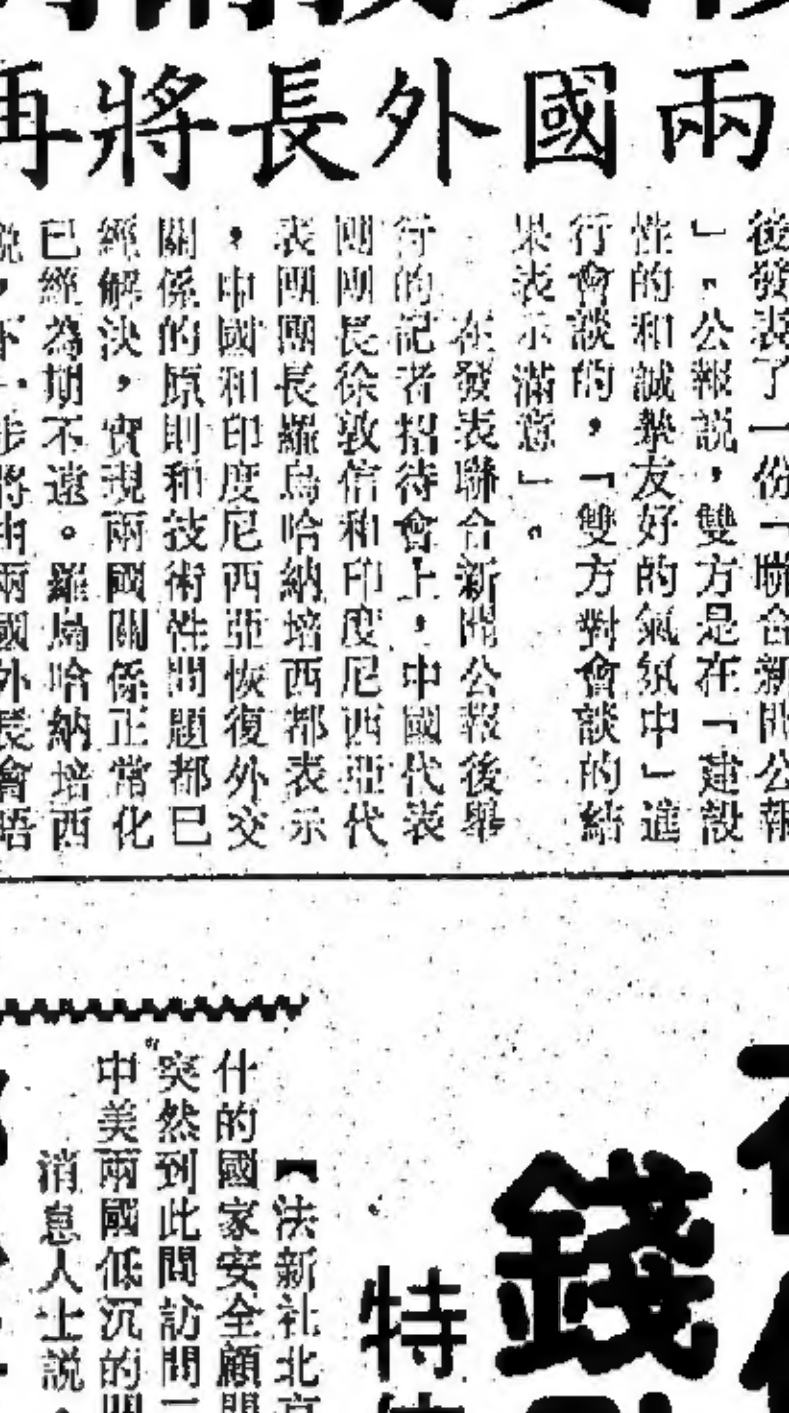 兩國外長將再
後發表了一份「聯合新聞公報
」。公報説，雙方是在「建設
性的和誠摯友好的氣氛中」進
行會談的，「雙方對會談的結
果表示滿意」。
在發表聯合新聞公報後舉
行的記者招待會上，中國代表
團團長徐敦信和印度尼西亞代
表團團長羅烏哈納培西都表示
，中國和印度尼西亞恢復外交
關係的原則和技術性問題都已
經解決，實現兩國關係正常化
已經為期不遠。羅烏哈納培西
説，下一步將由兩國外長會晤
錢
特
【法新社北京
什的國家安全顧問
突然到此間訪問
中美兩國低沉的關
消息人士説，